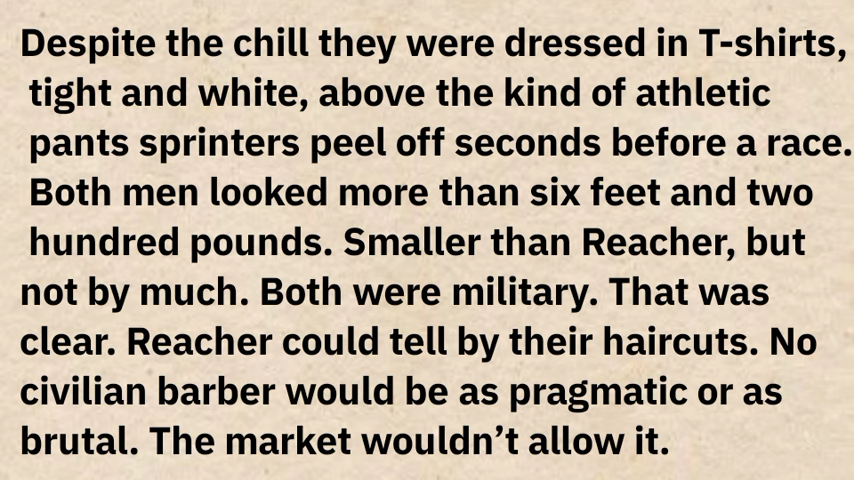 Despite the chill they were dressed in T-shirts,
tight and white, above the kind of athletic
pants sprinters peel off seconds before a race.
Both men looked more than six feet and two
hundred pounds. Smaller than Reacher, but
not by much. Both were military. That was
clear. Reacher could tell by their haircuts. No
civilian barber would be as pragmatic or as
brutal. The market wouldn’t allow it.